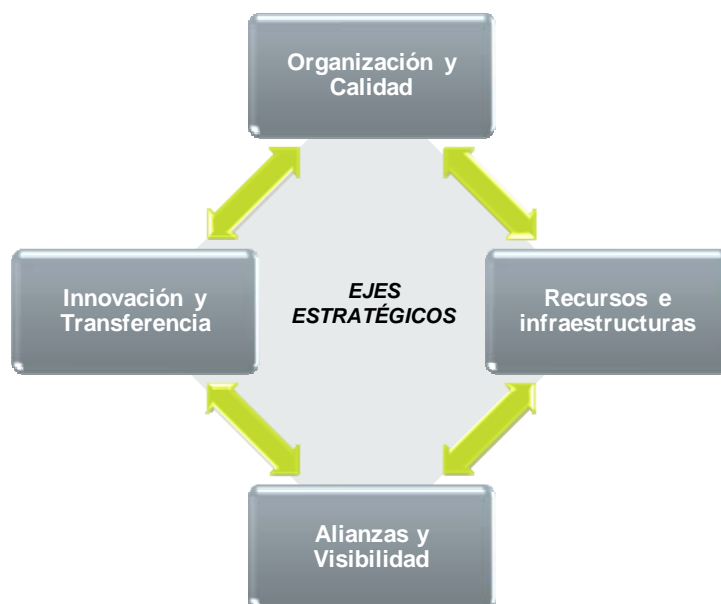 Organización y
Calidad
Innovación y
Transferencia
EJES
ESTRATÉGICOS
Recursos e
infraestructuras
Alianzas y
Visibilidad